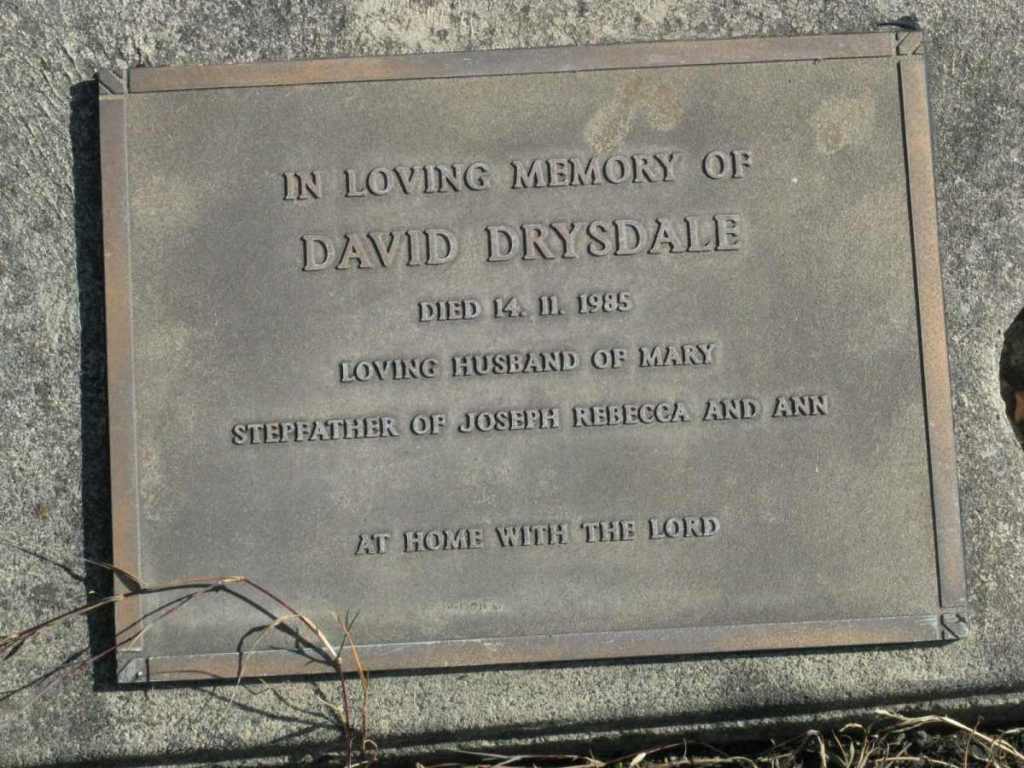 IN LOVING MEMORY OF
DAVID DRYSDALE
DIED 14. 11. 1985
LOVING HUSBAND OF MARY
STEPFATHER OF JOSEPH REBECCA AND ANN
AT HOME WITH THE LORD